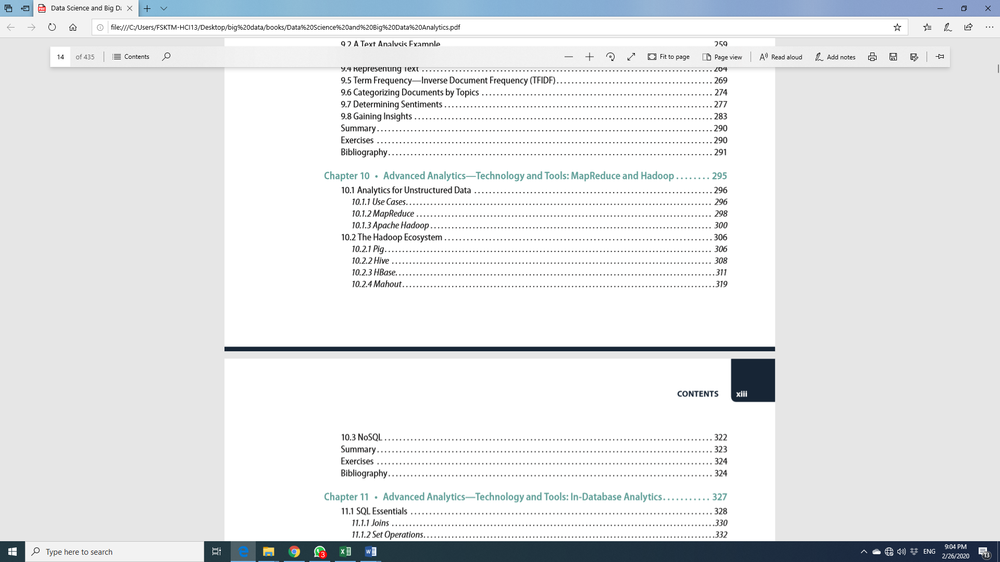 Data Science and Big Da
file:///C:/Users/FSKTM-HCI13/Desktop/big%20data/books/Data%20Science%20and%20Big%20Data%20Analytics.pdf
14 of 435 Contents Fit to page Page view Read aloud Add notes
9.2 A Text Analysis Example 259
9.4 Representing Text . . . . . . . . . . 264
9.5 Term Frequency—Inverse Document Frequency (TFIDF). . . . . . . . . . 269
9.6 Categorizing Documents by Topics . . . . . . . . . . 274
9.7 Determining Sentiments . . . . . . . . . . 277
9.8 Gaining Insights . . . . . . . . . . 283
Summary. . . . . . . . . . 290
Exercises . . . . . . . . . . 290
Bibliography. . . . . . . . . . 291
Chapter 10 • Advanced Analytics—Technology and Tools: MapReduce and Hadoop . . . . . . . . 295
10.1 Analytics for Unstructured Data . . . . . . . . . . 296
10.1.1 Use Cases. . . . . . . . . . 296
10.1.2 MapReduce . . . . . . . . . . 298
10.1.3 Apache Hadoop . . . . . . . . . . 300
10.2 The Hadoop Ecosystem . . . . . . . . . . 306
10.2.1 Pig. . . . . . . . . . 306
10.2.2 Hive . . . . . . . . . . 308
10.2.3 HBase. . . . . . . . . . 311
10.2.4 Mahout. . . . . . . . . . 319
CONTENTS xiii
10.3 NoSQL . . . . . . . . . . 322
Summary. . . . . . . . . . 323
Exercises . . . . . . . . . . 324
Bibliography. . . . . . . . . . 324
Chapter 11 • Advanced Analytics—Technology and Tools: In-Database Analytics. . . . . . . . . . . 327
11.1 SQL Essentials . . . . . . . . . . 328
11.1.1 Joins . . . . . . . . . . 330
11.1.2 Set Operations. . . . . . . . . . 332
Type here to search
3
ENG
9:04 PM
2/26/2020
13